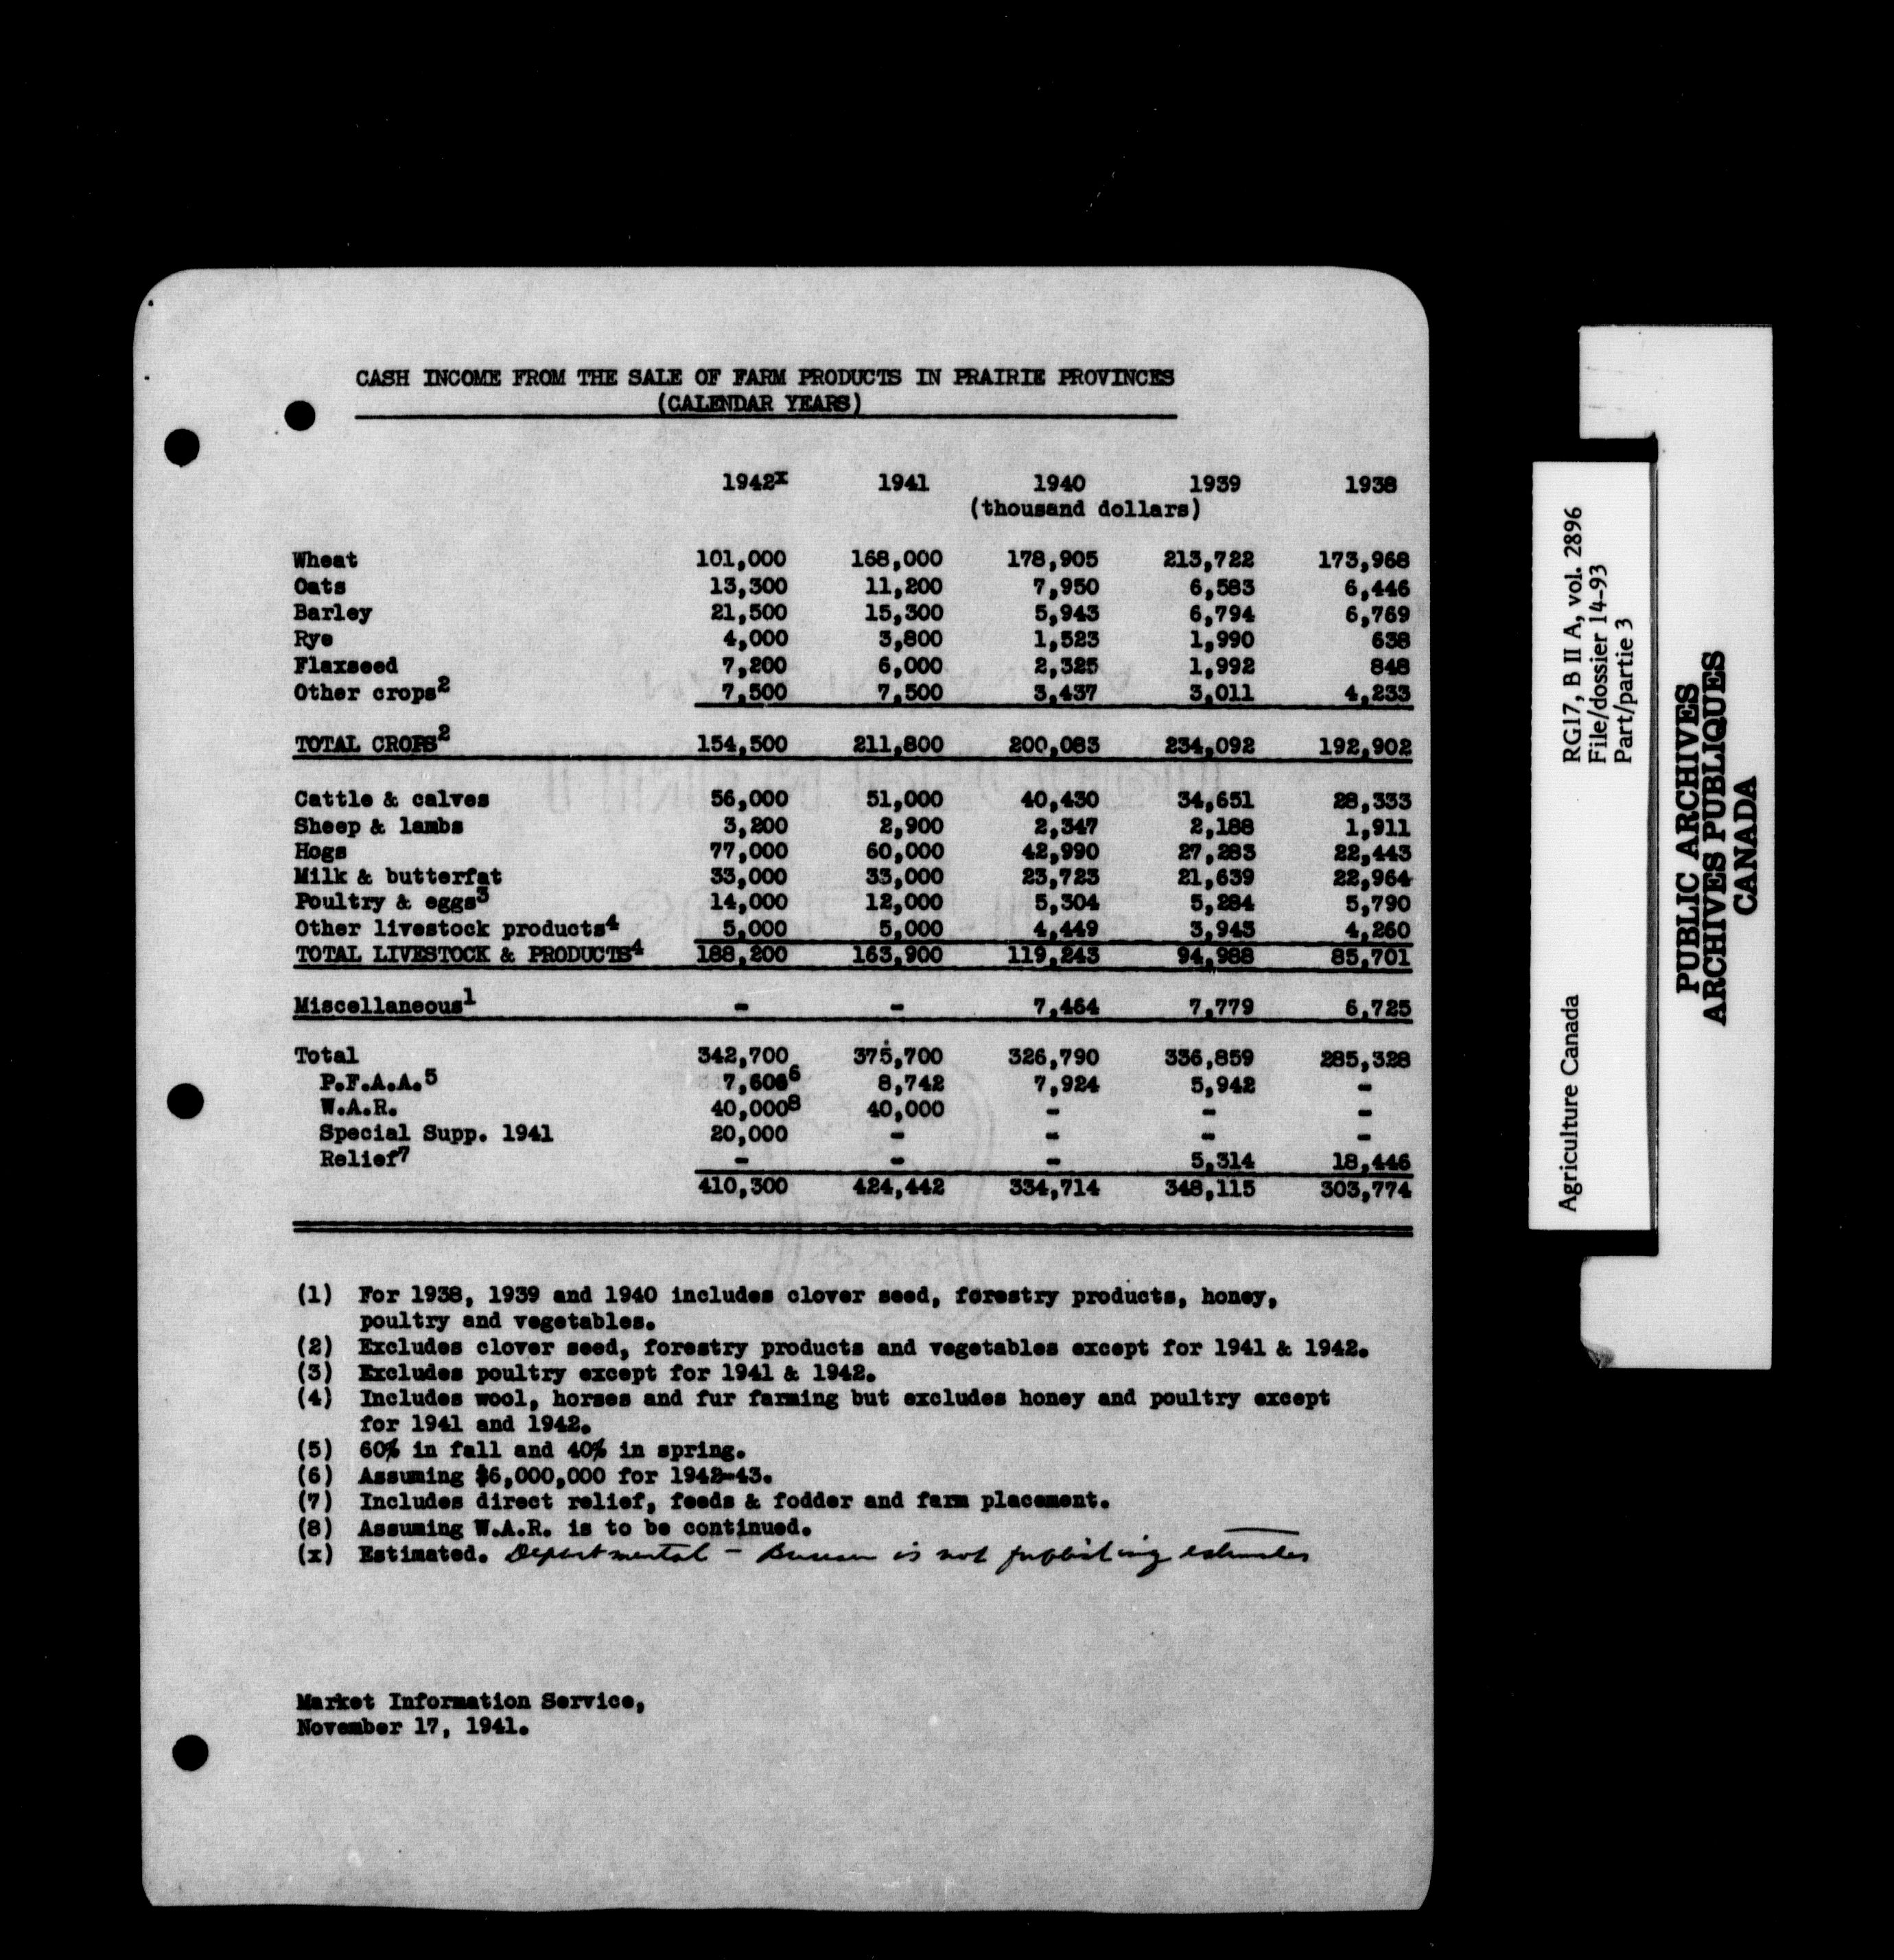 CASH INCOME FROM THE SALE OF FARM PRODUCTS IN PRAIRIE PROVINCES
(CALENDAR YEARS)
1942x 1941 1940 1939 1938
(thousand dollars)
Wheat 101,000 168,000 178,905 213,722 173,968
Oats 13,300 11,200 7,950 6,583 6,446
Barley 21,500 15,300 5,943 6,794 6,769
Rye 4,000 3,800 1,523 1,990 638
Flaxseed 7,200 6,000 2,325 1,992 848
Other crops2 7,500 7,500 3,437 3,011 4,233
TOTAL CROPS2 154,500 211,800 200,083 234,092 192,902
Cattle & calves 56,000 51,000 40,430 34,651 28,333
Sheep & lambs 3,200 2,900 2,347 2,188 1,911
Hogs 77,000 60,000 42,990 27,283 22,443
Milk & butterfat 33,000 33,000 23,723 21,639 22,964
Poultry & eggs3 14,000 12,000 5,304 5,284 5,790
Other livestock products4 5,000 5,000 4,449 3,943 4,260
TOTAL LIVESTOCK & PRODUCTS4 188,200 163,900 119,243 94,988 85,701
Miscellaneous1 - - 7,464 7,779 6,725
Total 342,700 375,700 326,790 336,859 285,328
P.F.A.A.5 7,6006 8,742 7,924 5,942 -
W.A.R. 40,0008 40,000 - - -
Special Supp. 1941 20,000 - - - -
Relief7 - - - 5,314 18,446
410,300 424,442 334,714 348,115 303,774
(1) For 1938, 1939 and 1940 includes clover seed, forestry products, honey,
poultry and vegetables.
(2) Excludes clover seed, forestry products and vegetables except for 1941 & 1942.
(3) Excludes poultry except for 1941 & 1942.
(4) Includes wool, horses and fur farming but excludes honey and poultry except
for 1941 and 1942.
(5) 60% in fall and 40% in spring.
(6) Assuming $6,000,000 for 1942-43.
(7) Includes direct relief, feeds & fodder and farm placement.
(8) Assuming W.A.R. is to be continued.
(x) Estimated. Departmental - Bureau is not publishing estimates
Market Information Service,
November 17, 1941.
Agriculture Canada RG17, B II A, vol. 2896
File/dossier 14-93
Part/partie 3
PUBLIC ARCHIVES
ARCHIVES PUBLIQUES
CANADA